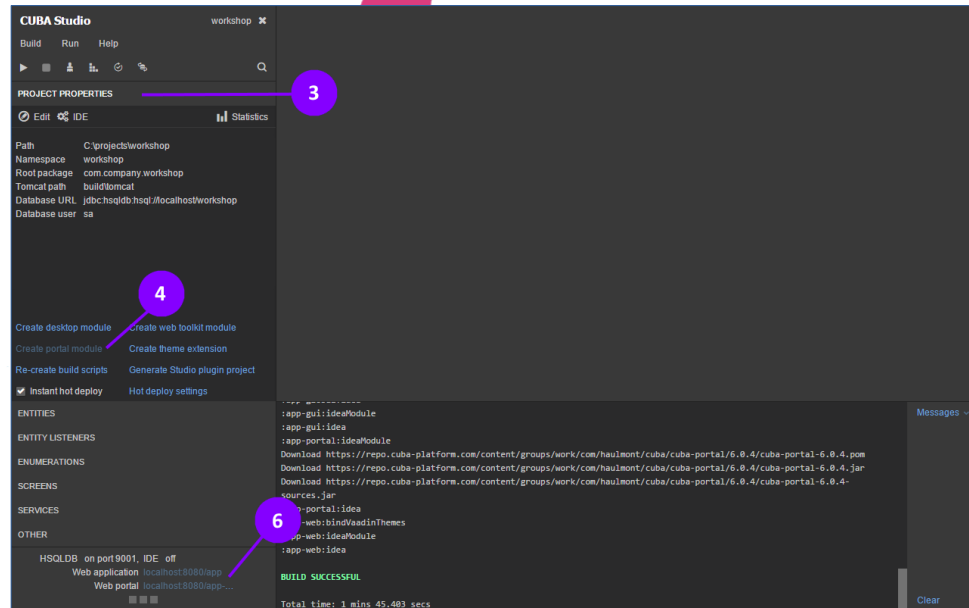 CUBA Studio workshop ✖
Build Run Help
PROJECT PROPERTIES
3
Edit IDE Statistics
Path C:\projects\workshop
Namespace workshop
Root package com.company.workshop
Tomcat path build\tomcat
Database URL jdbc:hsqldb:hsql://localhost/workshop
Database user sa
4
Create desktop module Create web toolkit module
Create portal module Create theme extension
Re-create build scripts Generate Studio plugin project
Instant hot deploy Hot deploy settings
ENTITIES
ENTITY LISTENERS
ENUMERATIONS
SCREENS
SERVICES
OTHER
6
HSQLDB on port 9001, IDE off
Web application localhost:8080/app
Web portal localhost:8080/app-...
:app-gui:ideaModule
:app-gui:idea
:app-portal:ideaModule
Download https://repo.cuba-platform.com/content/groups/work/com/haulmont/cuba/cuba-portal/6.0.4/cuba-portal-6.0.4.pom
Download https://repo.cuba-platform.com/content/groups/work/com/haulmont/cuba/cuba-portal/6.0.4/cuba-portal-6.0.4.jar
Download https://repo.cuba-platform.com/content/groups/work/com/haulmont/cuba/cuba-portal/6.0.4/cuba-portal-6.0.4-
sources.jar
-portal:idea
-web:bindVaadinThemes
app-web:ideaModule
:app-web:idea
BUILD SUCCESSFUL
Total time: 1 mins 45.403 secs
Messages
Clear